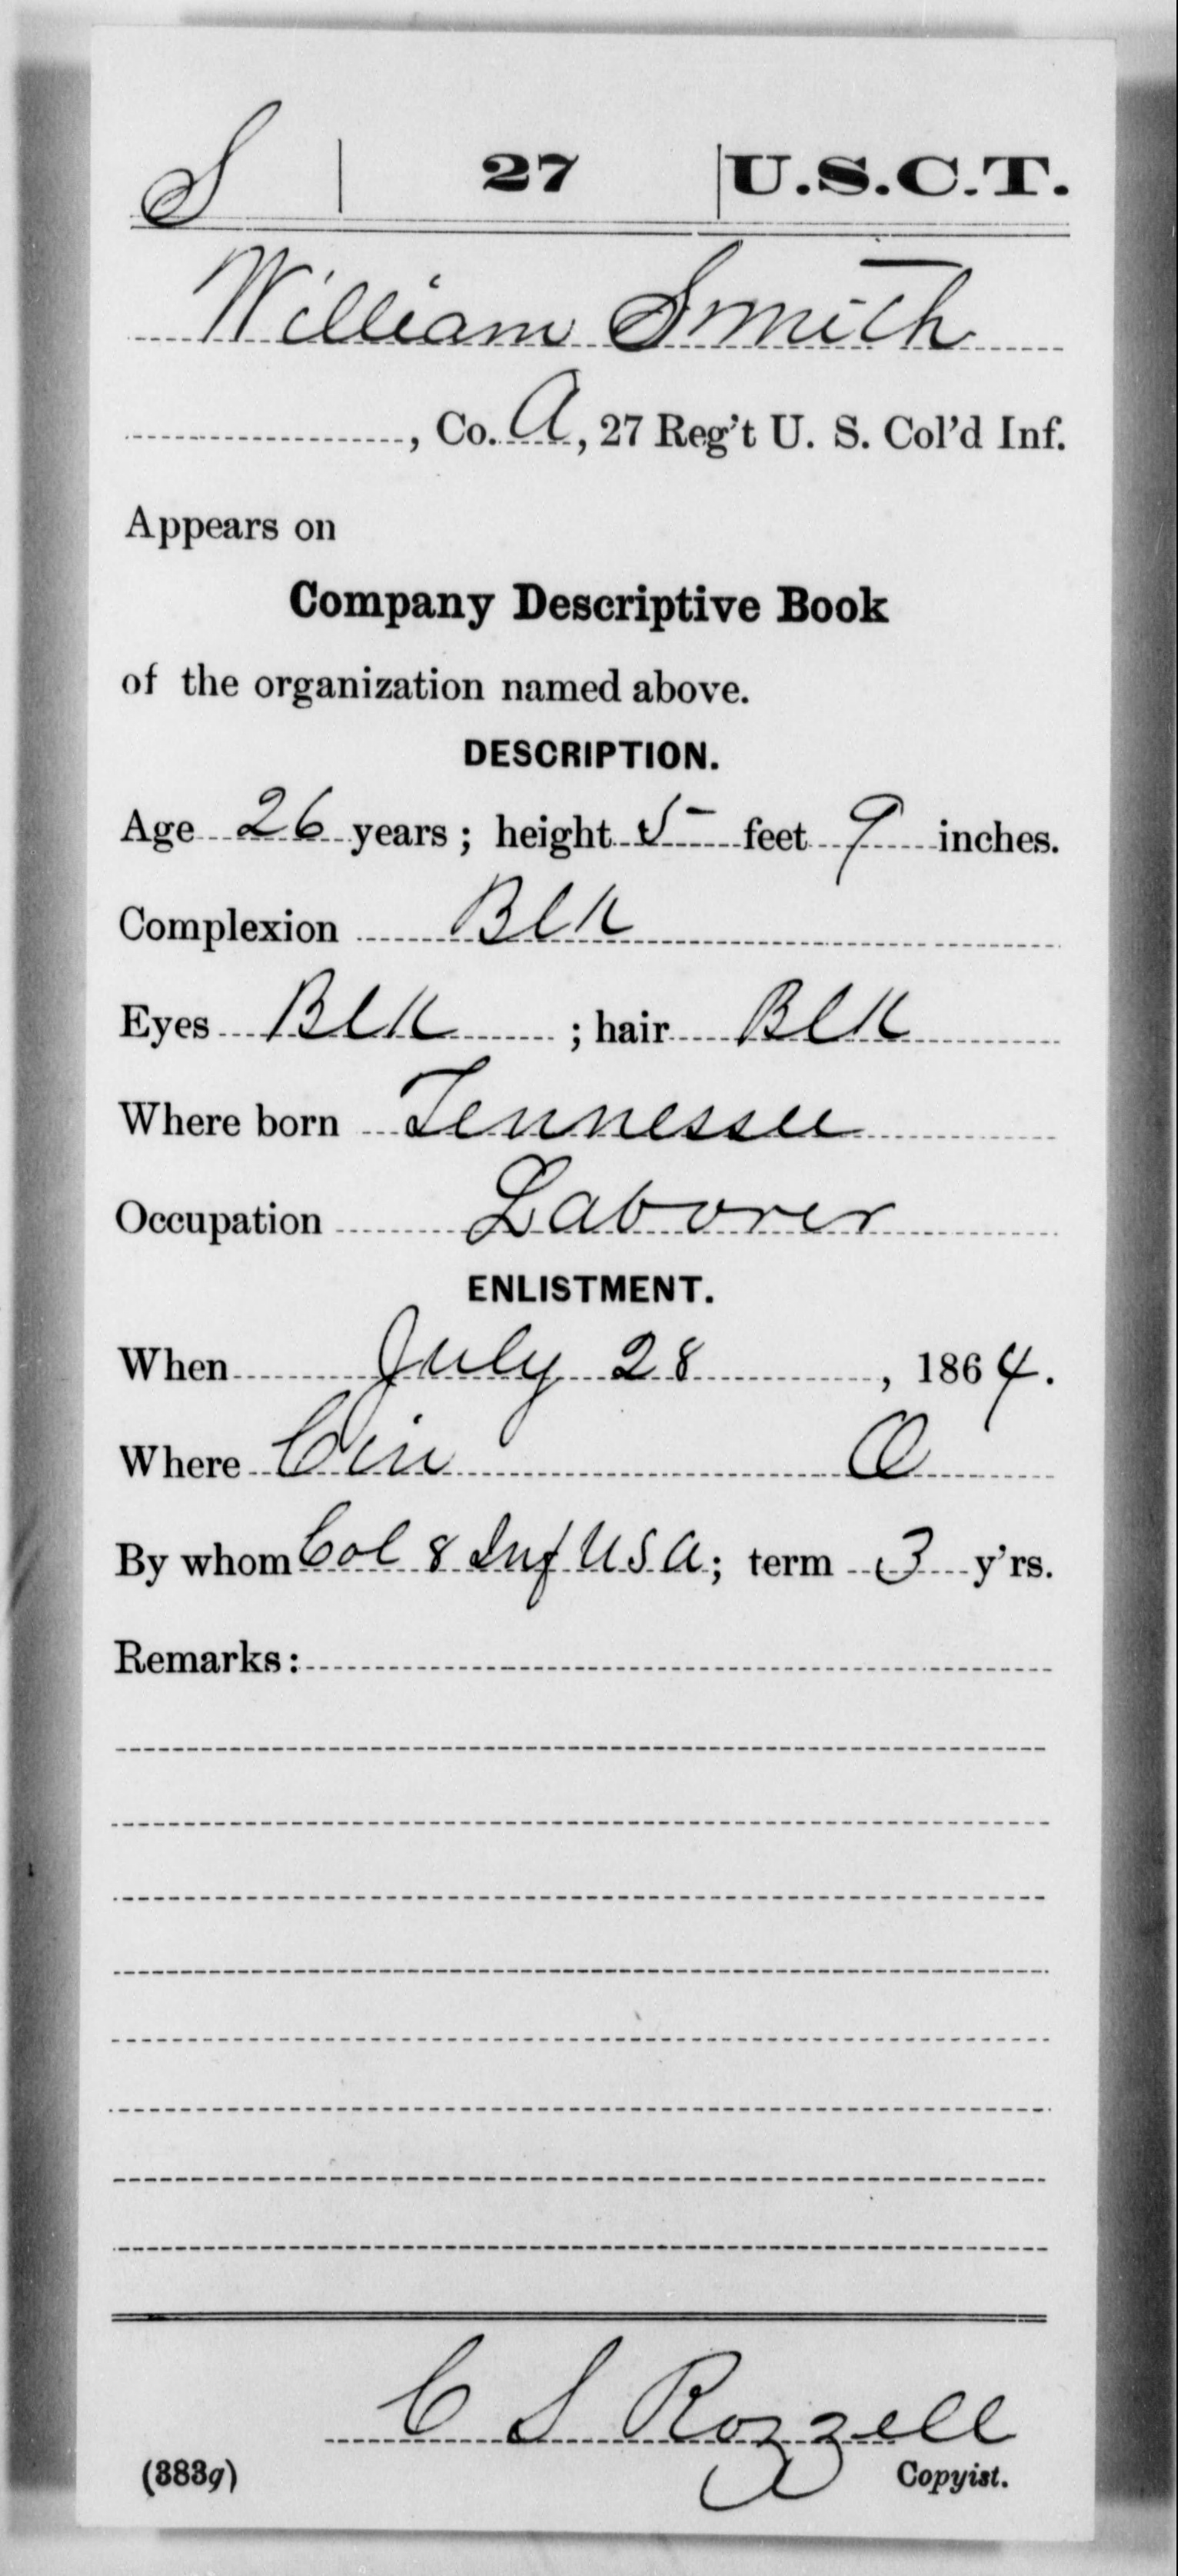 S 27 U.S.C.T.
William Smith
, Co. A, 27 Reg't U. S. Col'd Inf.
Appears on
Company Descriptive Book
of the organization named above.
DESCRIPTION.
Age 26 years; height 5 feet 9 inches.
Complexion Blk
Eyes Blk ; hair Blk
Where born Tennessee
Occupation Laborer
ENLISTMENT.
When July 28, 1864.
Where Cin O
By whom Col 8 Inf USA; term 3 y'rs.
Remarks:
C S Rozzell
(383g) Copyist.